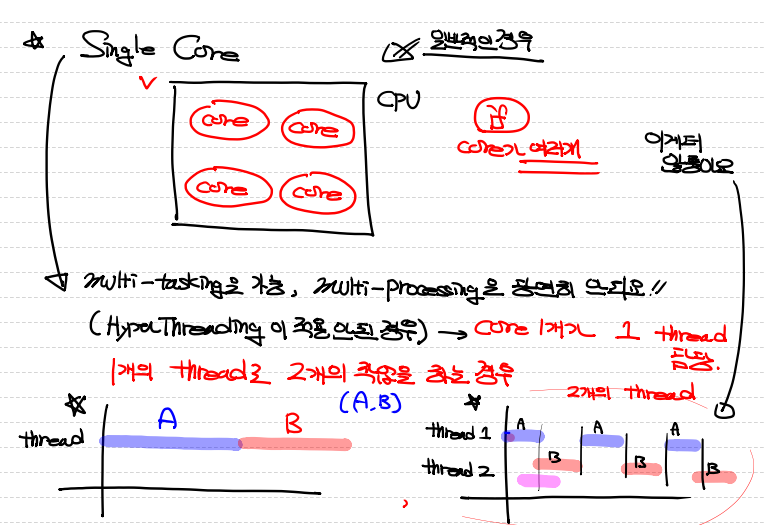 ☆ Single Core
※ 일반적인 경우
CPU
core core
core core
if
core가 여러개
이게더
효율이요
multi-tasking은 가능, multi-processing은 당연히 안되요!!
(HyperThreading 이 적용 안된 경우) → core 1개가 1 thread
담당.
1개의 thread로 2개의 작업을 하는 경우
(A,B)
2개의 thread
☆
thread A B
☆
thread 1 A A A
thread 2 B B B